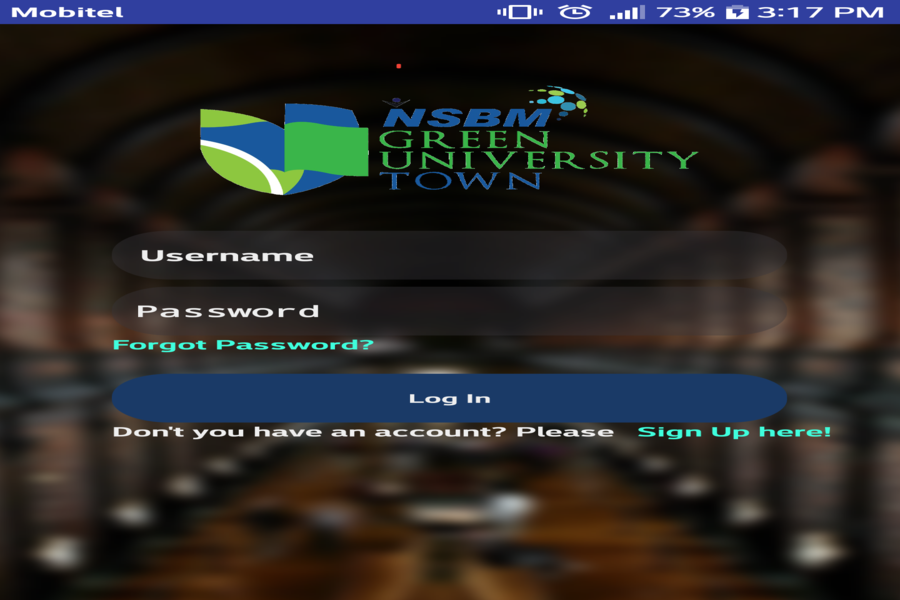 Mobitel 73% 3:17 PM
NSBM
GREEN
UNIVERSITY
TOWN
Username
Password
Forgot Password?
Log In
Don't you have an account? Please Sign Up here!